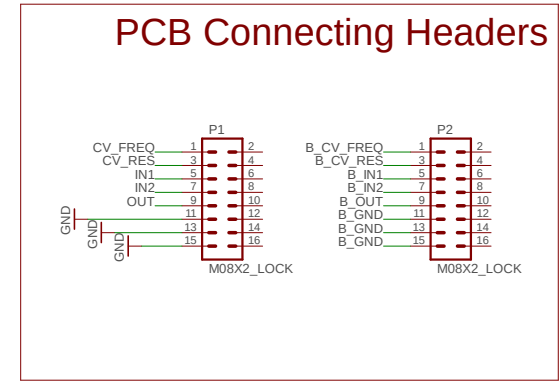 PCB Connecting Headers
P1
CV_FREQ 1 2
CV_RES 3 4
IN1 5 6
IN2 7 8
OUT 9 10
GND 11 12
GND 13 14
GND 15 16
M08X2_LOCK
P2
B_CV_FREQ 1 2
B_CV_RES 3 4
B_IN1 5 6
B_IN2 7 8
B_OUT 9 10
B_GND 11 12
B_GND 13 14
B_GND 15 16
M08X2_LOCK